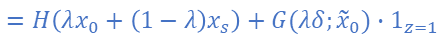 = H(λx₀ + (1 − λ)xₛ) + G(λδ; x̃₀) · 1_{z=1}